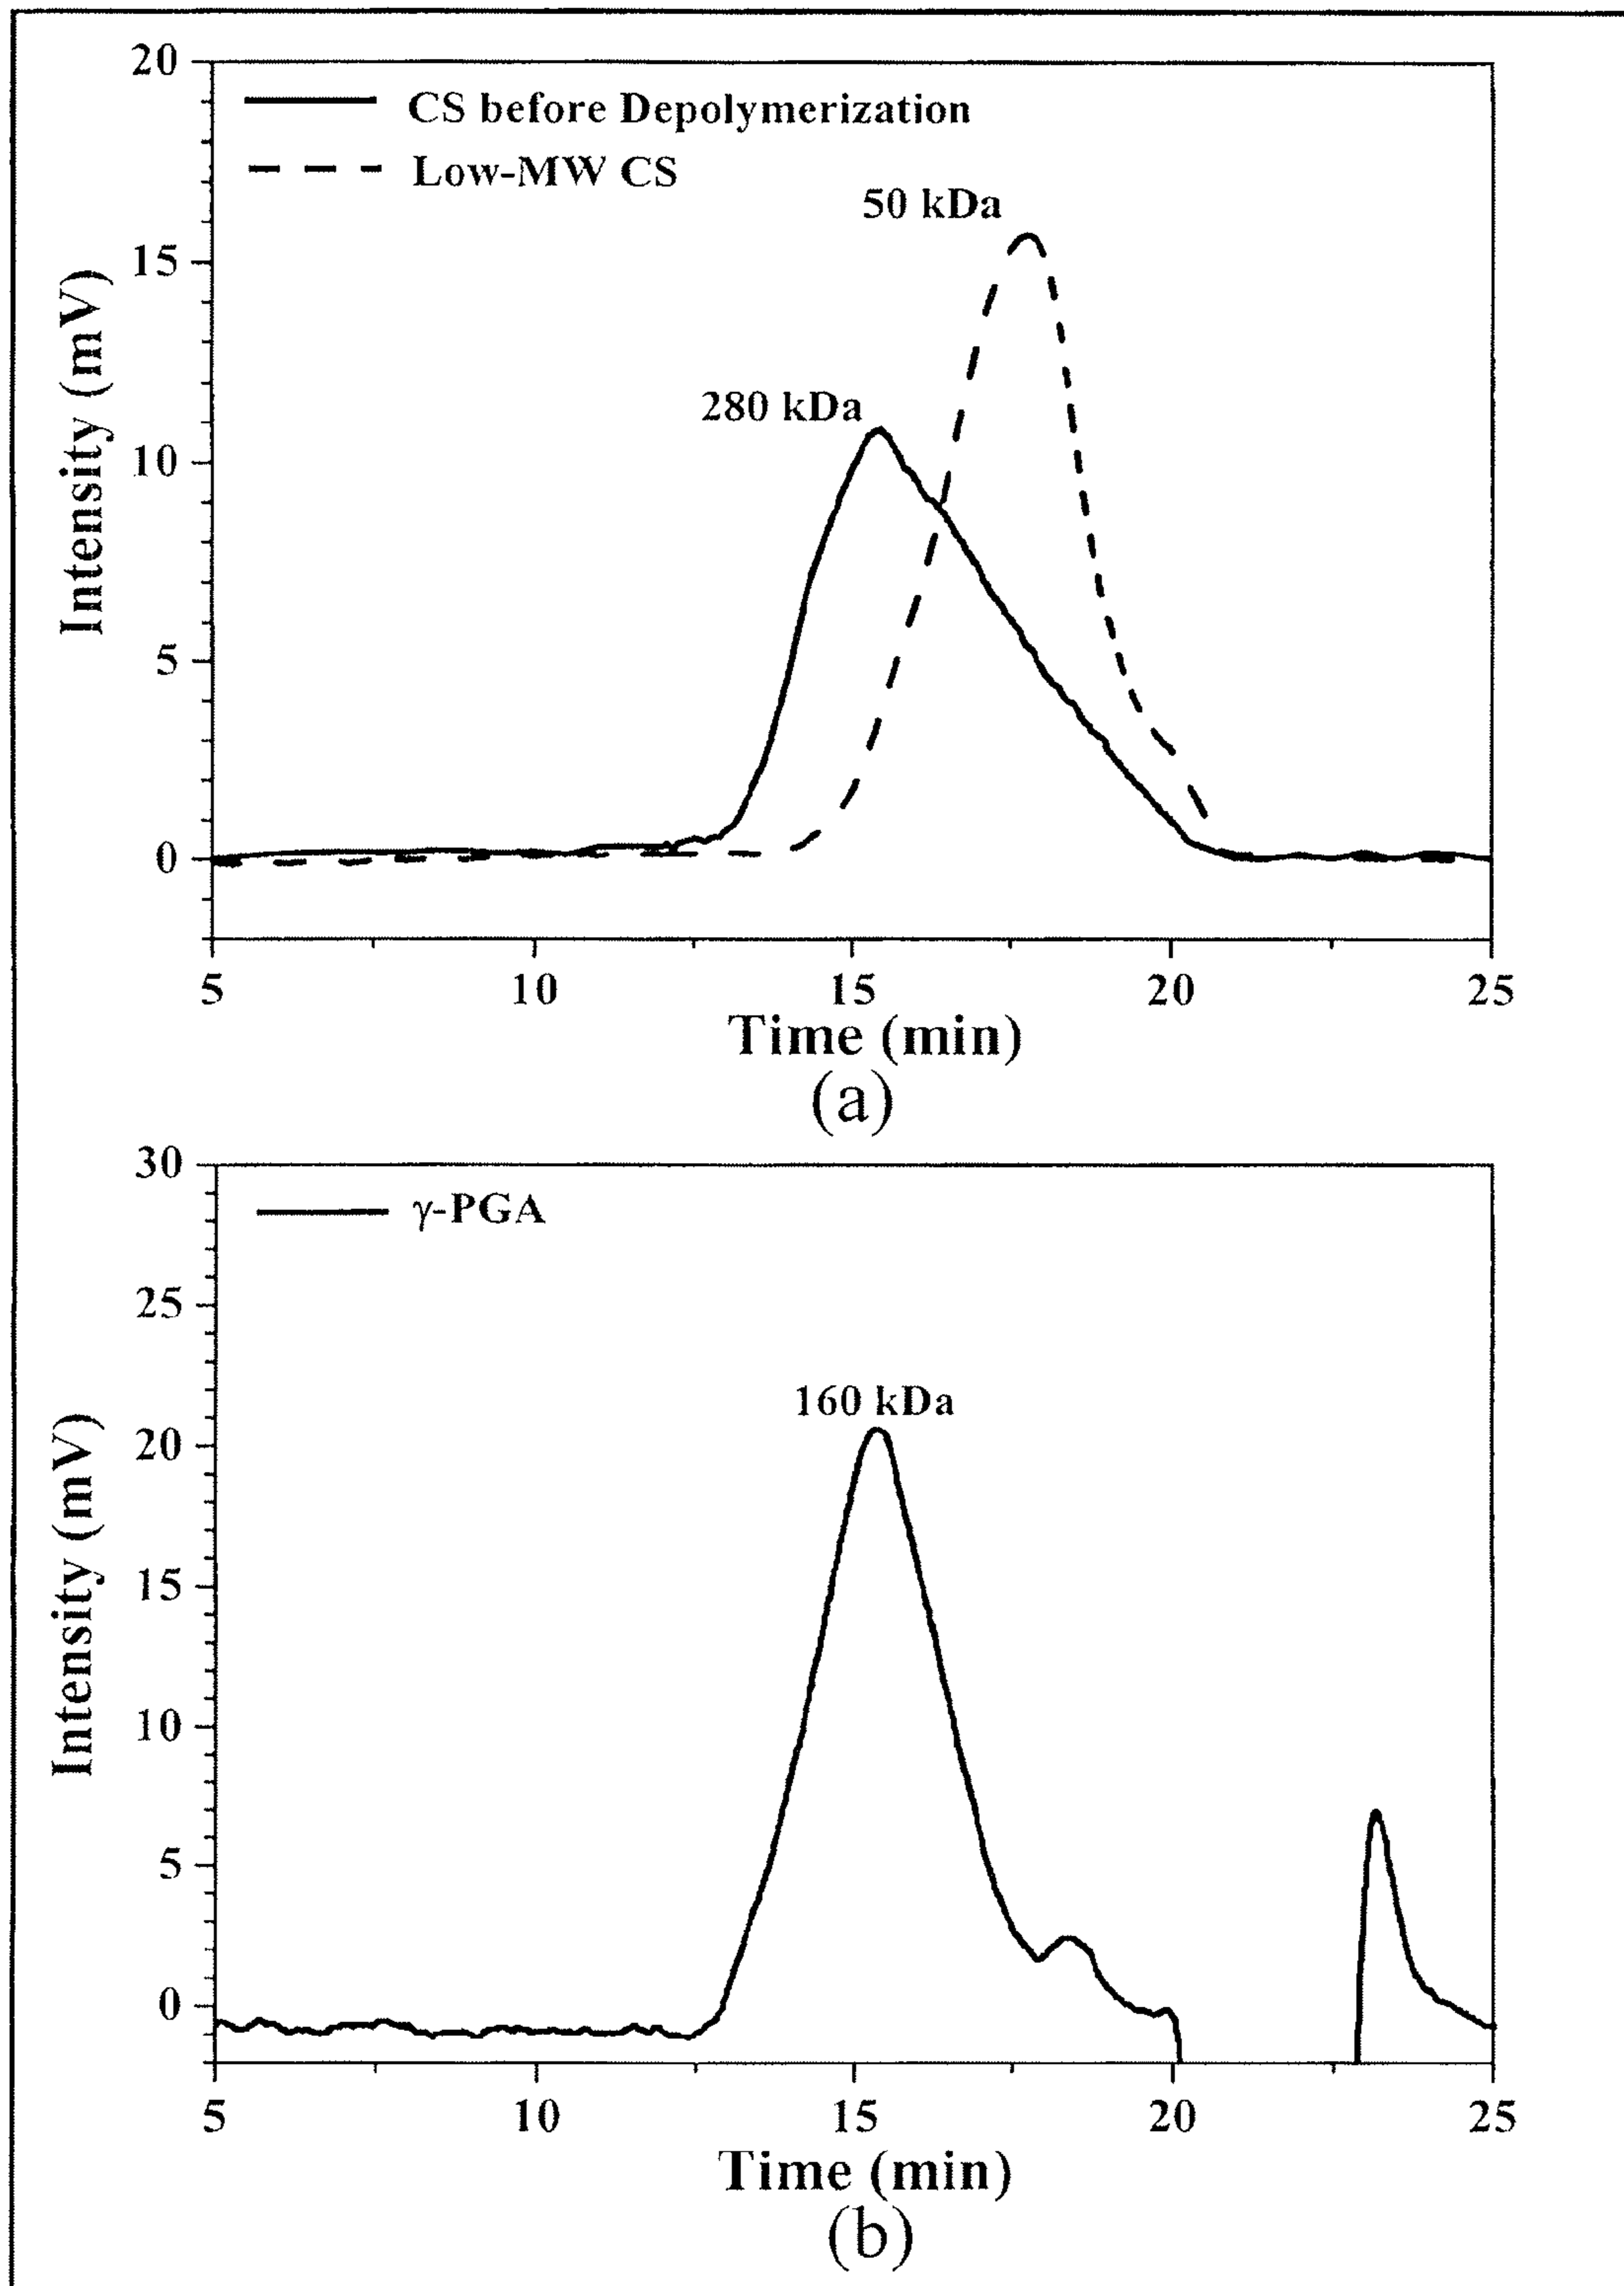 20
CS before Depolymerization
Low-MW CS
50 kDa
15
280 kDa
10
5
0
Intensity (mV)
5 10 15 20 25
Time (min)
(a)
30
γ-PGA
25
160 kDa
20
15
10
5
0
Intensity (mV)
5 10 15 20 25
Time (min)
(b)